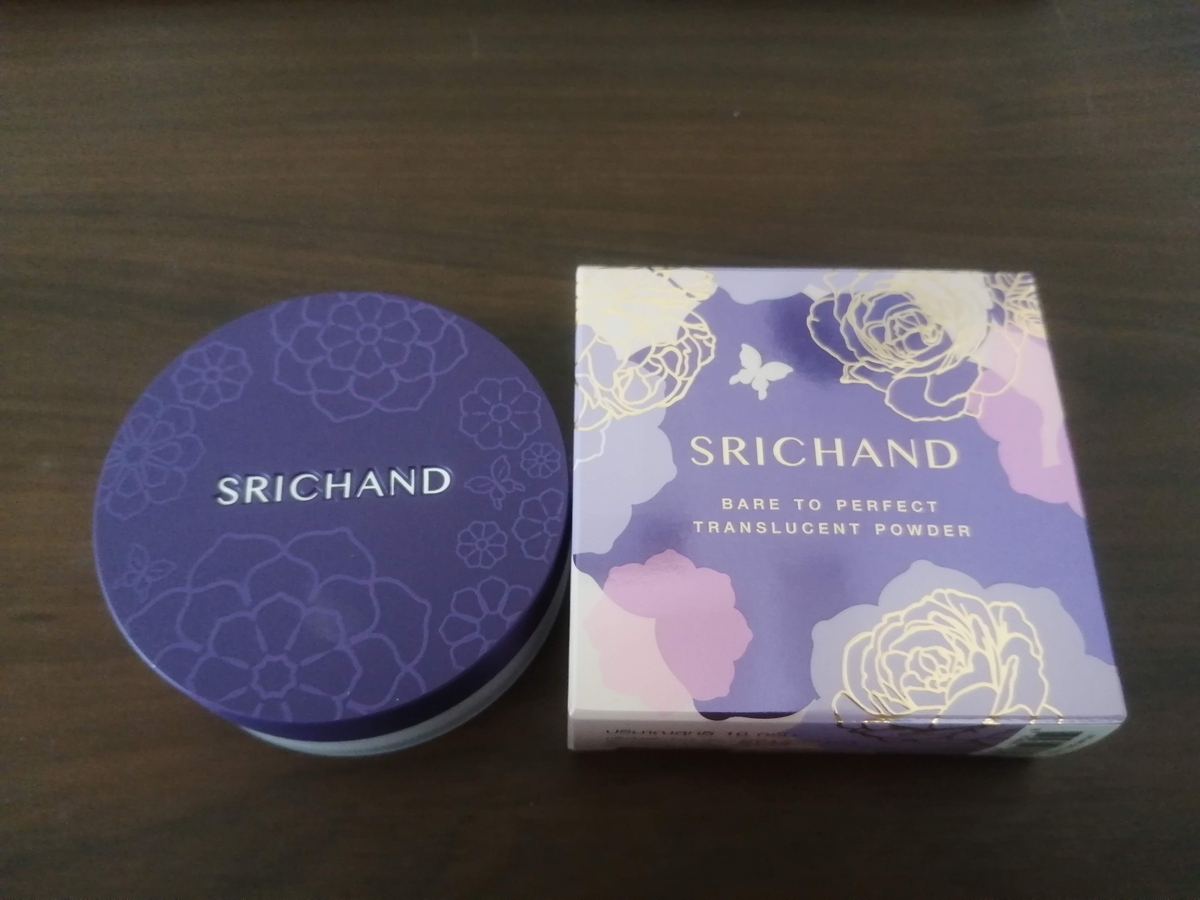 SRICHAND
SRICHAND
BARE TO PERFECT
TRANSLUCENT POWDER